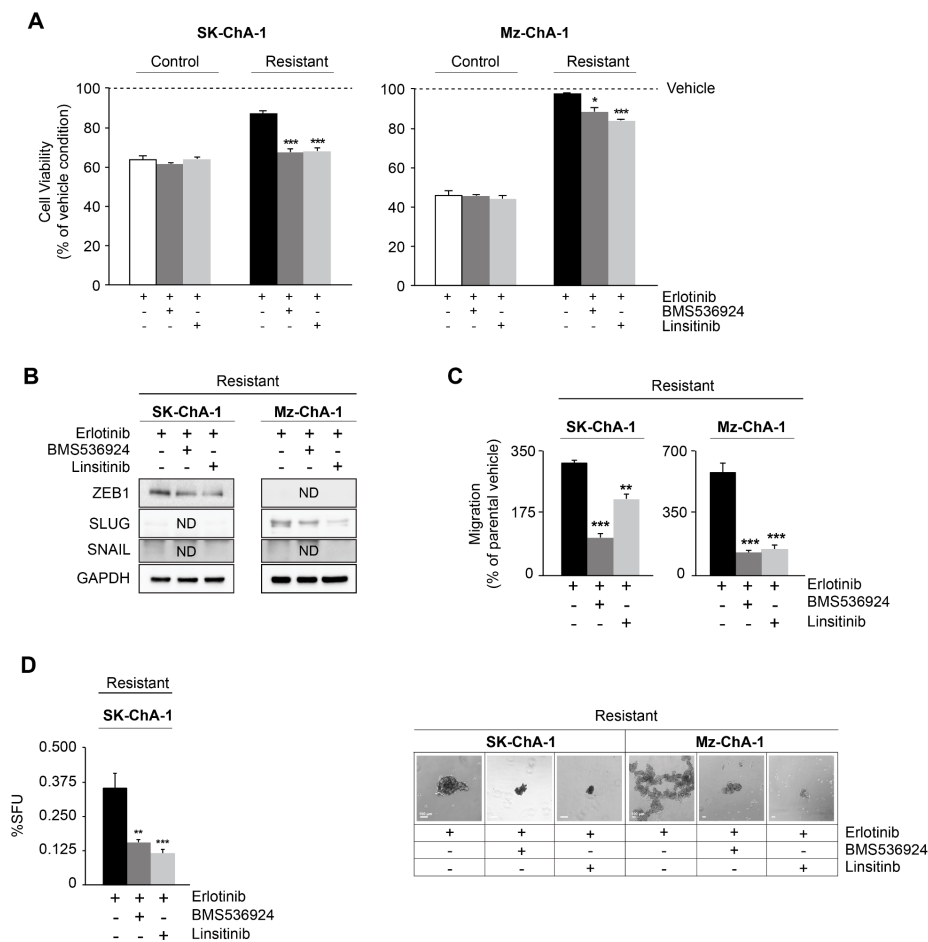 A
SK-ChA-1
Mz-ChA-1
Control
Resistant
Control
Resistant
Cell Viability
(% of vehicle condition)
100
80
60
40
20
0
100
80
60
40
20
0
*** ***
* ***
Vehicle
+ + + + + + + + + + + + Erlotinib
- + - - + - - + - - + - BMS536924
- - + - - + - - + - - + Linsitinib
B
Resistant
SK-ChA-1 Mz-ChA-1
Erlotinib + + + + + +
BMS536924 - + - - + -
Linsitinib - - + - - +
ZEB1 ND
SLUG ND
SNAIL ND ND
GAPDH
C
Resistant
SK-ChA-1 Mz-ChA-1
Migration
(% of parental vehicle)
350
175
0
700
350
0
*** **
*** ***
+ + + + + + Erlotinib
- + - - + - BMS536924
- - + - - + Linsitinib
D
Resistant
SK-ChA-1
%SFU
0.500
0.375
0.250
0.125
0
** ***
+ + + Erlotinib
- + - BMS536924
- - + Linsitinib
Resistant
SK-ChA-1 Mz-ChA-1
+ + + + + + Erlotinib
- + - - + - BMS536924
- - + - - + Linsitinib